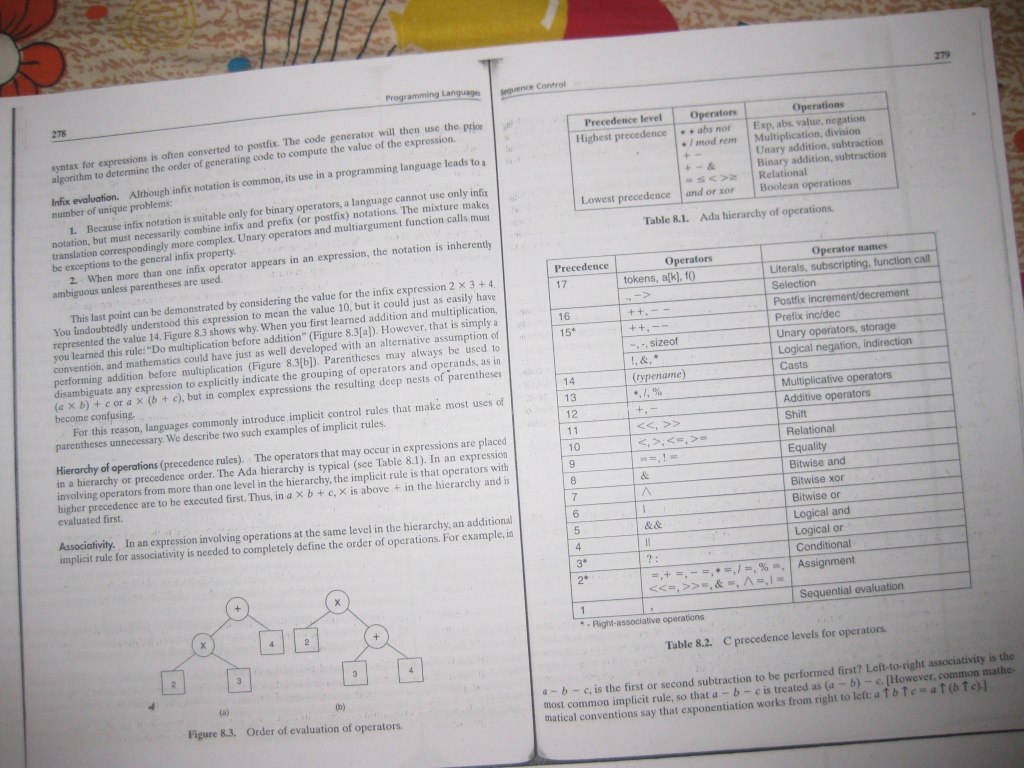 278
Programming Languages
syntax for expressions is often converted to postfix. The code generator will then use the prior
algorithm to determine the order of generating code to compute the value of the expression.
Infix evaluation. Although infix notation is common, its use in a programming language leads to a
number of unique problems:
1. Because infix notation is suitable only for binary operators, a language cannot use only infix
notation, but must necessarily combine infix and prefix (or postfix) notations. The mixture makes
translation correspondingly more complex. Unary operators and multiargument function calls must
be exceptions to the general infix property.
2. When more than one infix operator appears in an expression, the notation is inherently
ambiguous unless parentheses are used.
This last point can be demonstrated by considering the value for the infix expression 2 × 3 + 4.
You undoubtedly understood this expression to mean the value 10, but it could just as easily have
represented the value 14. Figure 8.3 shows why. When you first learned addition and multiplication,
you learned this rule: "Do multiplication before addition" (Figure 8.3[a]). However, that is simply a
convention, and mathematics could have just as well developed with an alternative assumption of
performing addition before multiplication (Figure 8.3[b]). Parentheses may always be used to
disambiguate any expression to explicitly indicate the grouping of operators and operands, as in
(a × b) + c or a × (b + c), but in complex expressions the resulting deep nests of parentheses
become confusing.
For this reason, languages commonly introduce implicit control rules that make most uses of
parentheses unnecessary. We describe two such examples of implicit rules.
Hierarchy of operations (precedence rules). The operators that may occur in expressions are placed
in a hierarchy or precedence order. The Ada hierarchy is typical (see Table 8.1). In an expression
involving operators from more than one level in the hierarchy, the implicit rule is that operators with
higher precedence are to be executed first. Thus, in a × b + c, × is above + in the hierarchy and is
evaluated first.
Associativity. In an expression involving operations at the same level in the hierarchy, an additional
implicit rule for associativity is needed to completely define the order of operations. For example, in
+ x
x 4 2 +
2 3 3 4
(a) (b)
Figure 8.3. Order of evaluation of operators.
Sequence Control
279
Precedence level Operators Operations
Highest precedence * * abs not Exp, abs. value, negation
* / mod rem Multiplication, division
+ − Unary addition, subtraction
+ − & Binary addition, subtraction
= ≤ < > ≥ Relational
Lowest precedence and or xor Boolean operations
Table 8.1. Ada hierarchy of operations.
Precedence Operators Operator names
17 tokens, a[k], f() Literals, subscripting, function call
., −> Selection
16 ++, −− Postfix increment/decrement
15* ++, −− Prefix inc/dec
~, -, sizeof Unary operators, storage
!, &, * Logical negation, indirection
14 (typename) Casts
13 *, /, % Multiplicative operators
12 +, − Additive operators
11 <<, >> Shift
10 <, >, <=, >= Relational
9 ==, != Equality
8 & Bitwise and
7 ∧ Bitwise xor
6 | Bitwise or
5 && Logical and
4 || Logical or
3* ? : Conditional
2* =, + =, − =, * =, / =, % =, Assignment
<<=, >>=, & =, ∧ =, | =
1 , Sequential evaluation
* - Right-associative operations
Table 8.2. C precedence levels for operators.
a − b − c, is the first or second subtraction to be performed first? Left-to-right associativity is the
most common implicit rule, so that a − b − c is treated as (a − b) − c. [However, common mathe-
matical conventions say that exponentiation works from right to left: a ↑ b ↑ c = a ↑ (b ↑ c).]